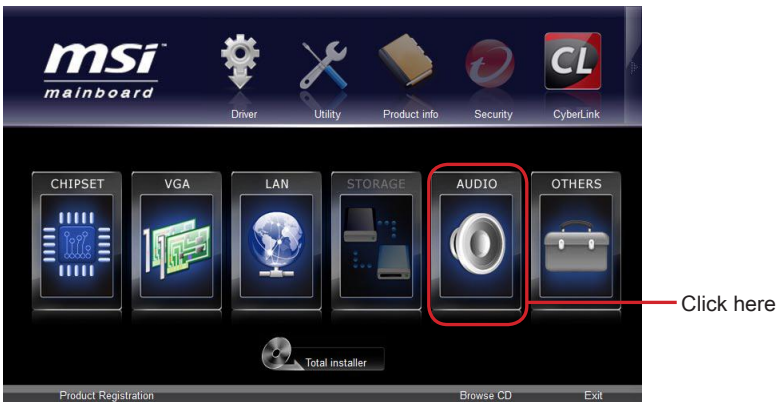 msi
mainboard
Driver Utility Product info Security CyberLink
CL
CHIPSET VGA LAN STORAGE AUDIO OTHERS
Click here
Total installer
Product Registration Browse CD Exit